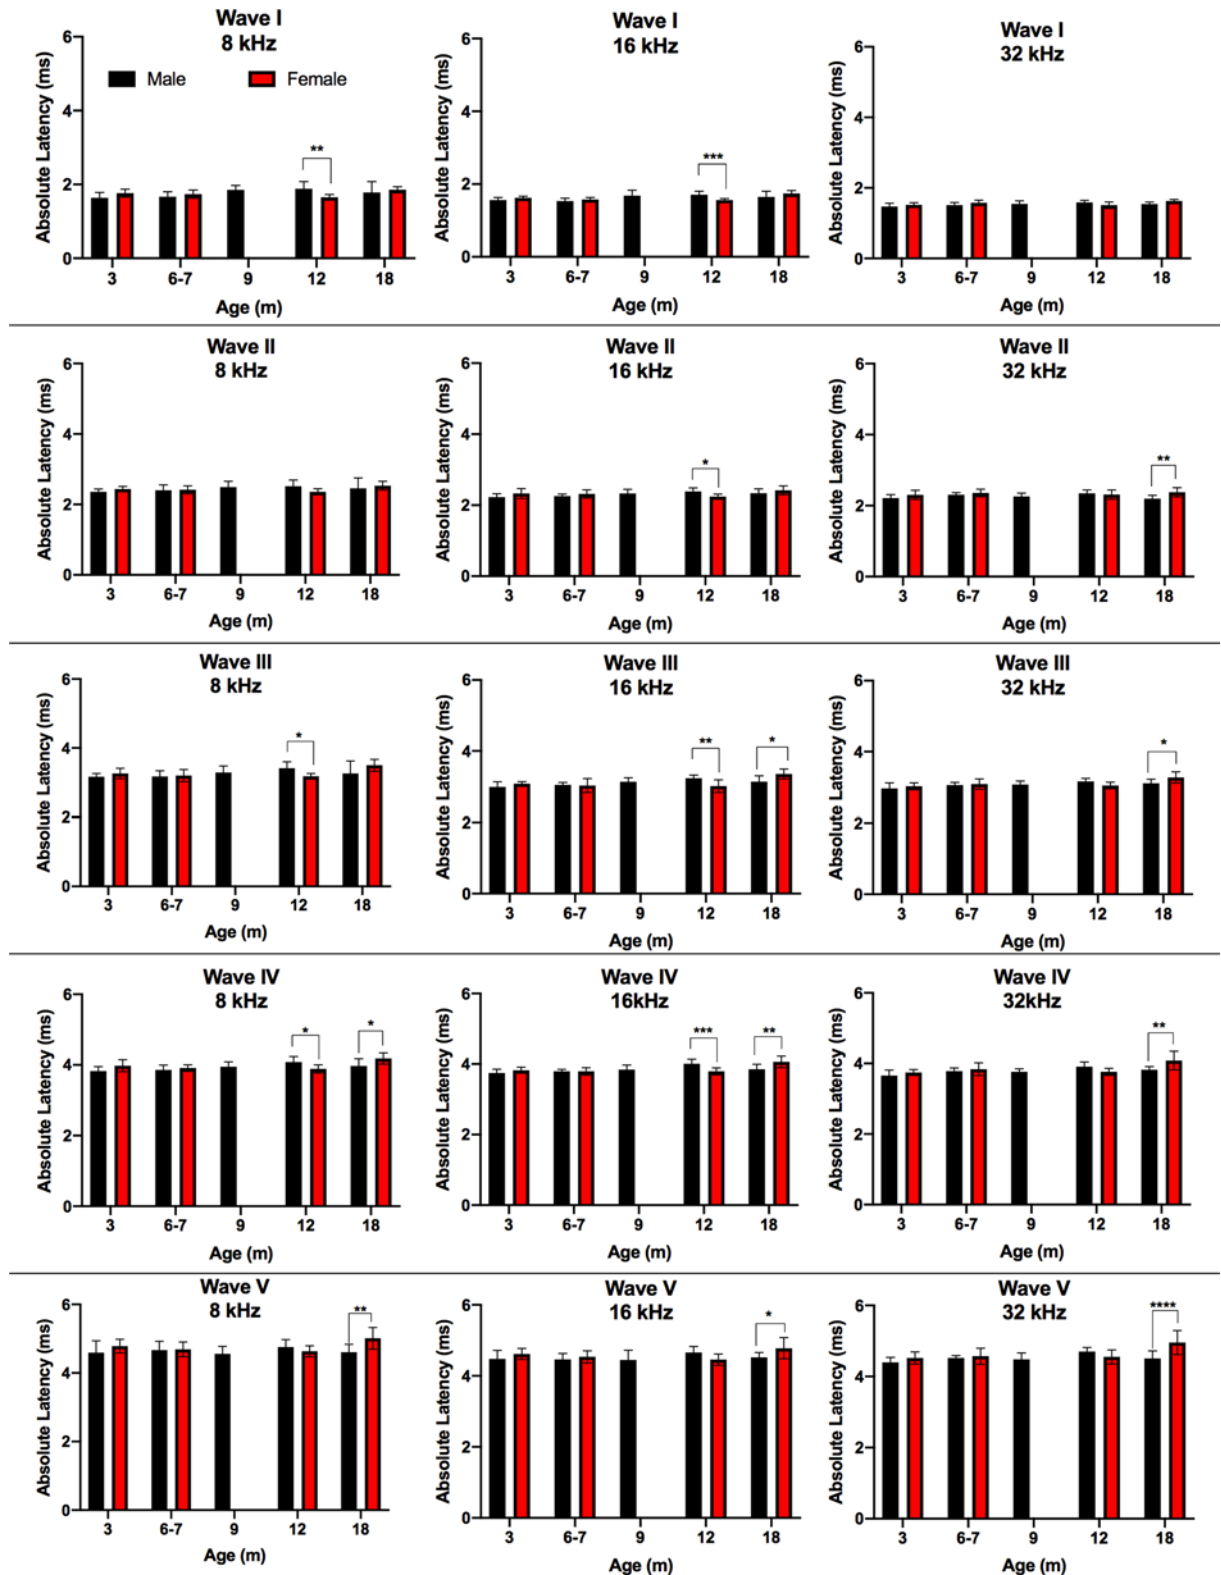 Wave I
8 kHz
Absolute Latency (ms)
6
4
2
0
Male
Female
**
3
6-7
9
12
18
Age (m)
Wave I
16 kHz
Absolute Latency (ms)
6
4
2
0
***
3
6-7
9
12
18
Age (m)
Wave I
32 kHz
Absolute Latency (ms)
6
4
2
0
3
6-7
9
12
18
Age (m)
Wave II
8 kHz
Absolute Latency (ms)
6
4
2
0
3
6-7
9
12
18
Age (m)
Wave II
16 kHz
Absolute Latency (ms)
6
4
2
0
*
3
6-7
9
12
18
Age (m)
Wave II
32 kHz
Absolute Latency (ms)
6
4
2
0
**
3
6-7
9
12
18
Age (m)
Wave III
8 kHz
Absolute Latency (ms)
6
4
2
0
*
3
6-7
9
12
18
Age (m)
Wave III
16 kHz
Absolute Latency (ms)
6
4
2
0
**
*
3
6-7
9
12
18
Age (m)
Wave III
32 kHz
Absolute Latency (ms)
6
4
2
0
*
3
6-7
9
12
18
Age (m)
Wave IV
8 kHz
Absolute Latency (ms)
6
4
2
0
*
*
3
6-7
9
12
18
Age (m)
Wave IV
16kHz
Absolute Latency (ms)
6
4
2
0
***
**
3
6-7
9
12
18
Age (m)
Wave IV
32kHz
Absolute Latency (ms)
6
4
2
0
**
3
6-7
9
12
18
Age (m)
Wave V
8 kHz
Absolute Latency (ms)
6
4
2
0
**
3
6-7
9
12
18
Age (m)
Wave V
16 kHz
Absolute Latency (ms)
6
4
2
0
*
3
6-7
9
12
18
Age (m)
Wave V
32 kHz
Absolute Latency (ms)
6
4
2
0
****
3
6-7
9
12
18
Age (m)